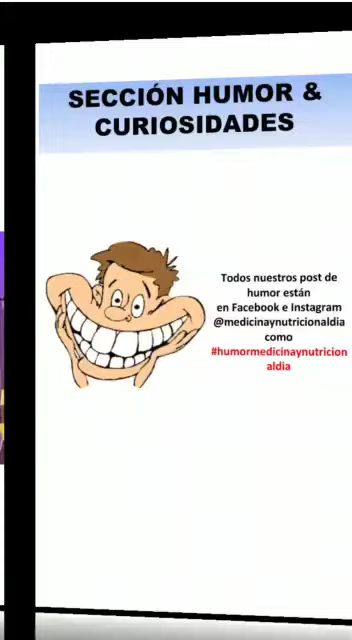 SECCIÓN HUMOR &
CURIOSIDADES
Todos nuestros post de
humor están
en Facebook e Instagram
@medicinaynutricionaldia
como
#humormedicinaynutricion
aldia